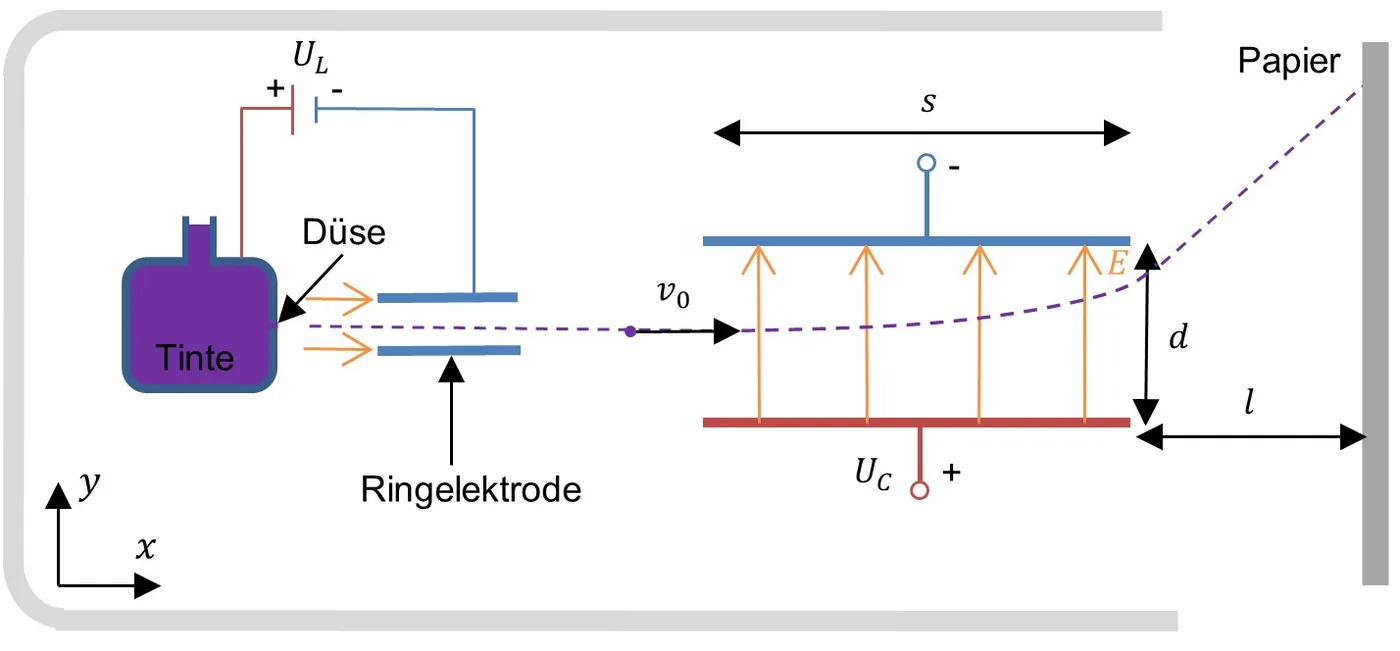 U_L
+ -
Papier
s
-
Düse
E
v_0
d
Tinte
l
U_C +
Ringelektrode
y
x